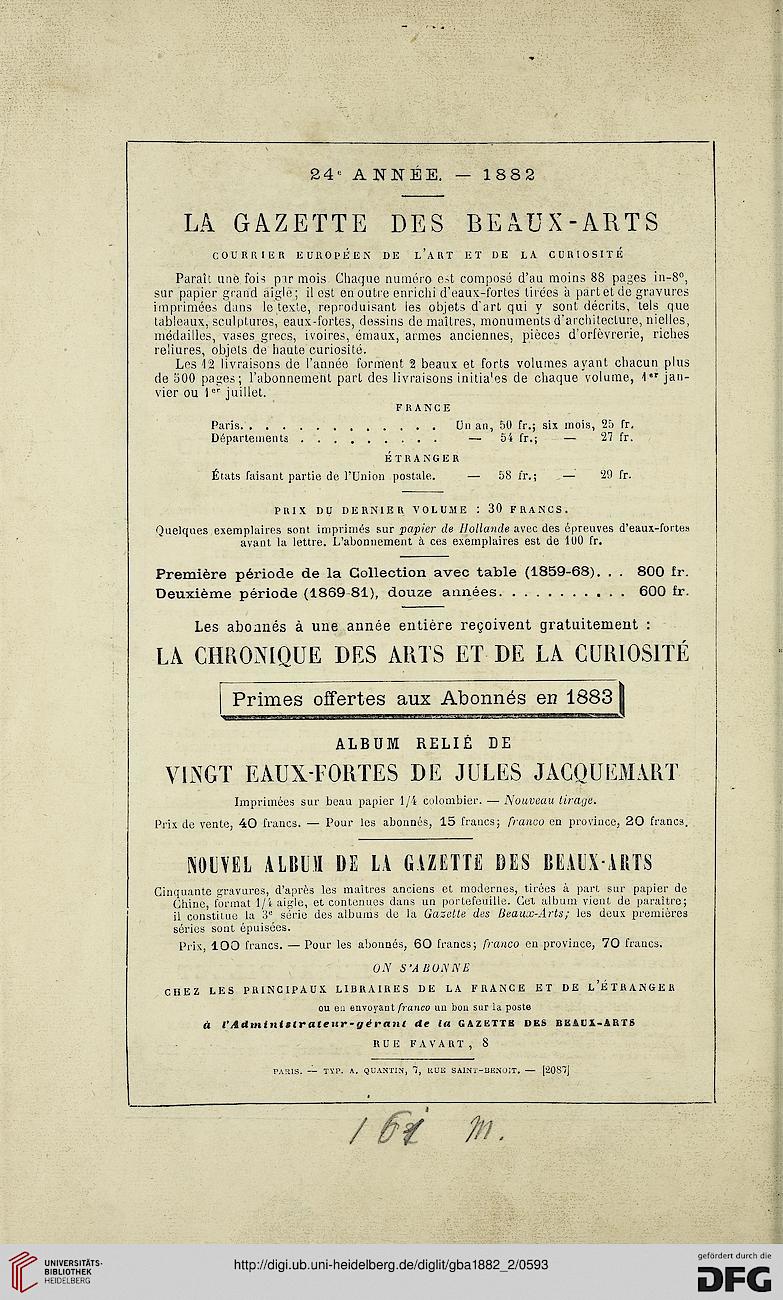 24e ANNÉE. — 1882
LA GAZETTE DES BEAUX-ARTS
COURRIER EUROPÉEN DE L'ART ET DE LA CURIOSITÉ
Paraît une fois par mois. Chaque numéro est composé d'au moins 88 pages in-8°,
sur papier grand aigle; il est en outre enrichi d'eaux-fortes tirées à part et de gravures
imprimées dans le texte, reproduisant les objets d'art qui y sont décrits, tels que
tableaux, sculptures, eaux-fortes, dessins de maîtres, monuments d'architecture, nielles,
médailles, vases grecs, ivoires, émaux, armes anciennes, pièces d'orfèvrerie, riches
reliures, objets de haute curiosité.
Les 12 livraisons de l'année forment 2 beaux et forts volumes ayant chacun plus
de 500 pages; l'abonnement part des livraisons initiales de chaque volume, 1er jan-
vier ou 1er juillet.
FRANCE
Paris. . . . . . . . . . . . . Un an, 50 fr.; six mois, 25 fr.
Départements . . . . . . . . . — 54 fr.; — 27 fr.
ÉTRANGER
États faisant partie de l'Union postale. — 58 fr.; — 29 fr.
PRIX DU DERNIER VOLUME : 30 FRANCS.
Quelques exemplaires sont imprimés sur papier de Hollande avec des épreuves d'eaux-fortes
avant la lettre. L'abonnement à ces exemplaires est de 100 fr.
Première période de la Collection avec table (1859-68). . . 800 fr.
Deuxième période (1869-81), douze années. . . . . . . . . . . 600 fr.
Les abonnés à une année entière reçoivent gratuitement :
LA CHRONIQUE DES ARTS ET DE LA CURIOSITÉ
Primes offertes aux Abonnés en 1883
ALBUM RELIÉ DE
VINGT EAUX-FORTES DE JULES JACQUEMART
Imprimées sur beau papier 1/4 colombier. — Nouveau tirage.
Prix de vente, 40 francs. — Pour les abonnés, 15 francs; franco en province, 20 francs.
NOUVEL ALBUM DE LA GAZETTE DES BEAUX-ARTS
Cinquante gravures, d'après les maîtres anciens et modernes, tirées à part sur papier de
Chine, format 1/4 aigle, et contenues dans un portefeuille. Cet album vient de paraître;
il constitue la 3e série des albums de la Gazette des Beaux-Arts; les deux premières
séries sont épuisées.
Prix, 100 francs. — Pour les abonnés, 60 francs; franco en province, 70 francs.
ON S'ABONNE
CHEZ LES PRINCIPAUX LIBRAIRES DE LA FRANCE ET DE L'ÉTRANGER
ou en envoyant franco un bon sur la poste
à l'Administrateur-gérant de la GAZETTE DES BEAUX-ARTS
RUE FAVART, 8
PARIS. — TYP. A. QUANTIN, 7, RUE SAINT-BENOIT. — [2087]
m.
UNIVERSITÄTS-
BIBLIOTHEK
HEIDELBERG
http://digi.ub.uni-heidelberg.de/diglit/gba1882_2/0593
gefördert durch die
DFG